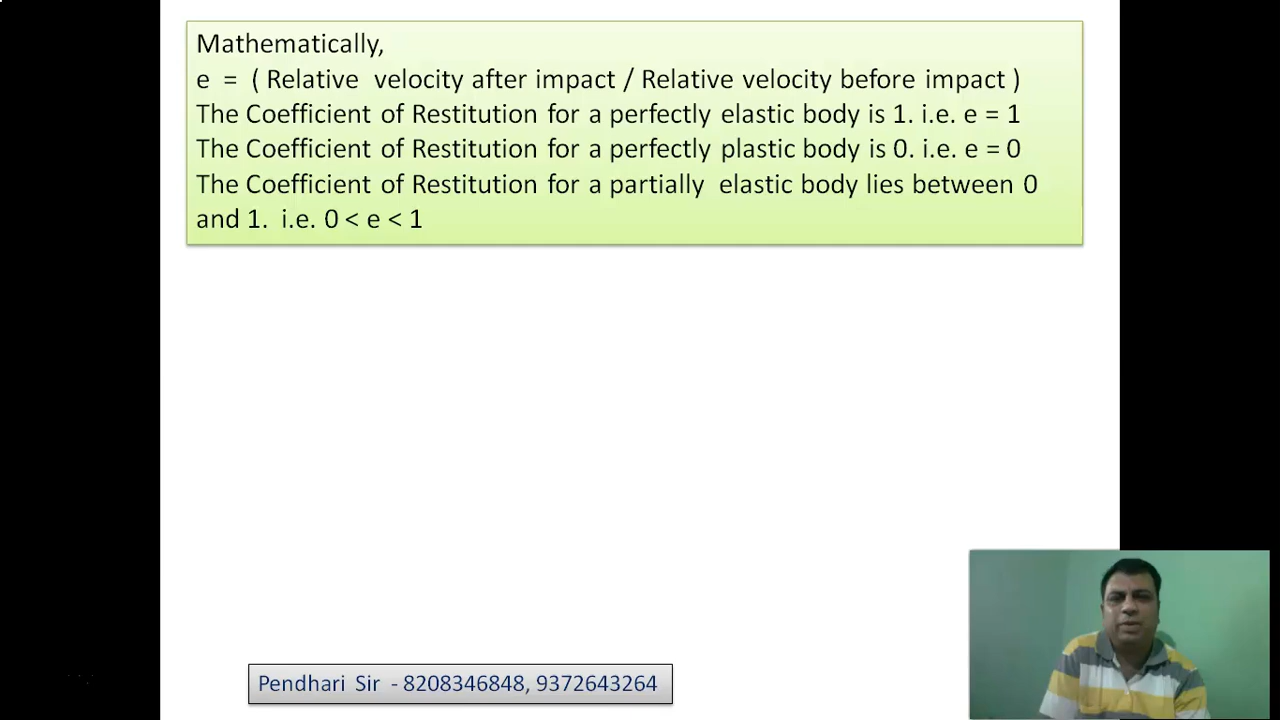 Mathematically,
e = ( Relative velocity after impact / Relative velocity before impact )
The Coefficient of Restitution for a perfectly elastic body is 1. i.e. e = 1
The Coefficient of Restitution for a perfectly plastic body is 0. i.e. e = 0
The Coefficient of Restitution for a partially elastic body lies between 0
and 1. i.e. 0 < e < 1
Pendhari Sir - 8208346848, 9372643264